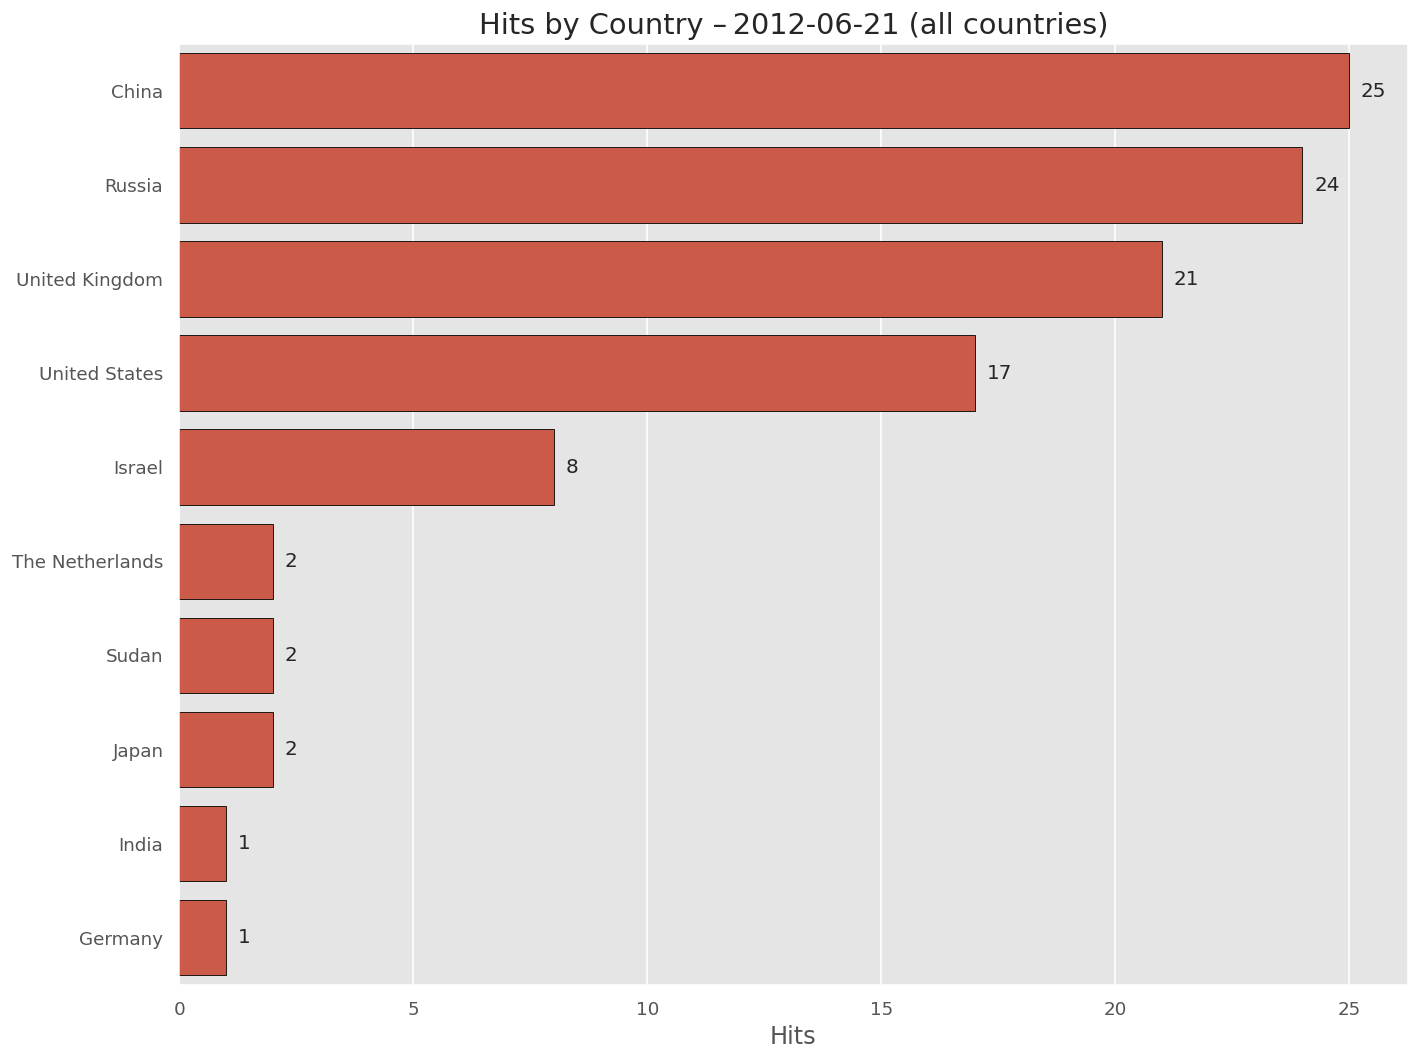 Hits by Country – 2012-06-21 (all countries)
China 25
Russia 24
United Kingdom 21
United States 17
Israel 8
The Netherlands 2
Sudan 2
Japan 2
India 1
Germany 1
0 5 10 15 20 25
Hits